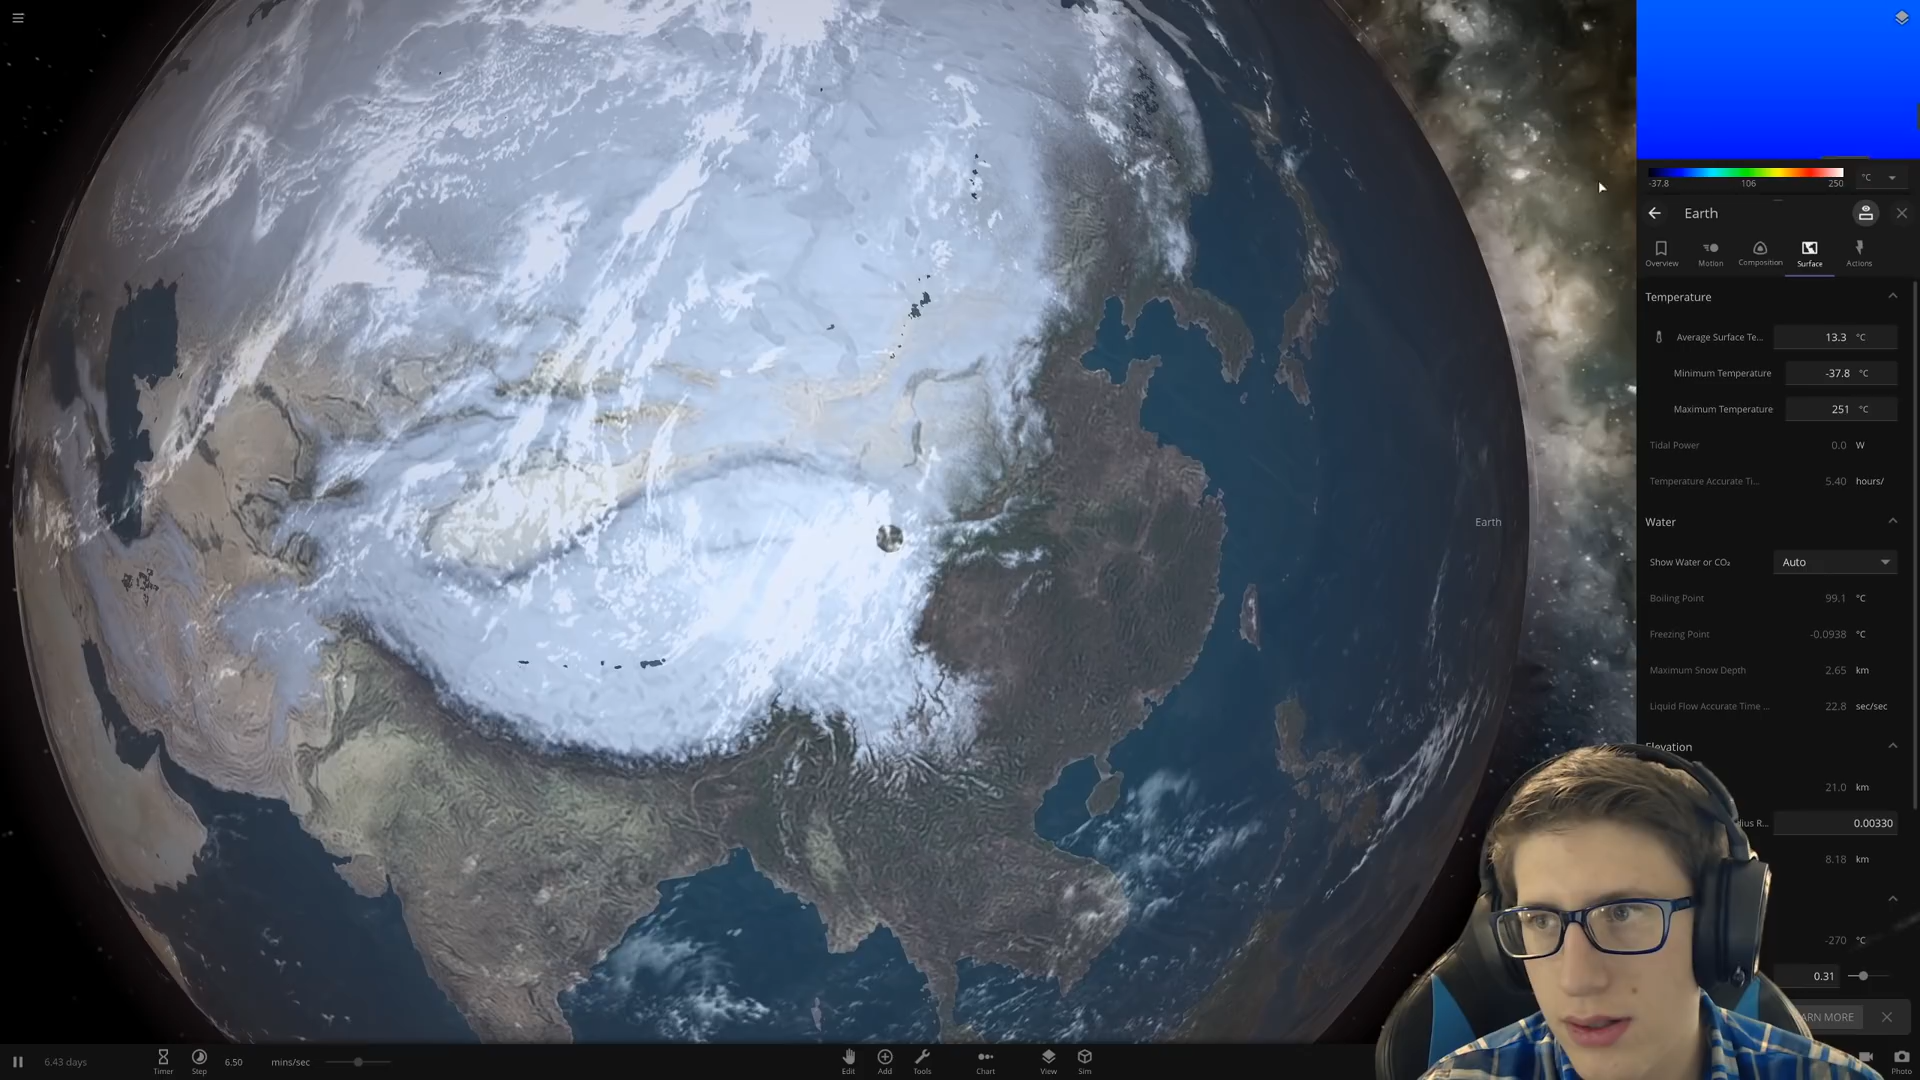 -37.8 106 250 °C
Earth
Overview Motion Composition Surface Actions
Temperature
Average Surface Te... 13.3 °C
Minimum Temperature -37.8 °C
Maximum Temperature 251 °C
Tidal Power 0.0 W
Temperature Accurate Ti... 5.40 hours/
Water
Earth
Show Water or CO₂ Auto
Boiling Point 99.1 °C
Freezing Point -0.0938 °C
Maximum Snow Depth 2.65 km
Liquid Flow Accurate Time ... 22.8 sec/sec
Elevation
21.0 km
R... 0.00330
8.18 km
-270 °C
0.31
MORE
6.43 days
Timer Step 6.50 mins/sec
Edit Add Tools Chart View Sim
Photo